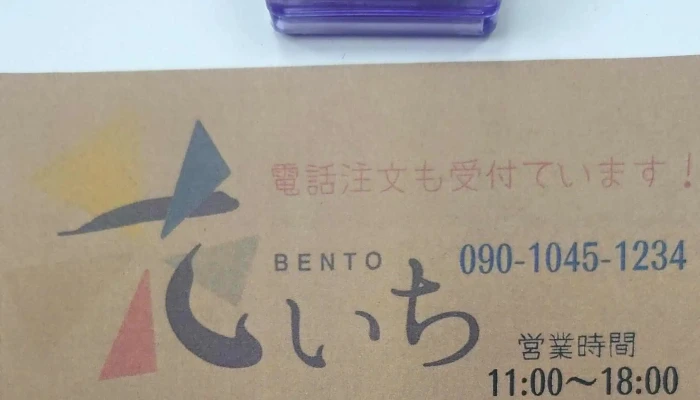 電話注文も受付ています!
BENTO
090-1045-1234
たいち
営業時間
11:00～18:00